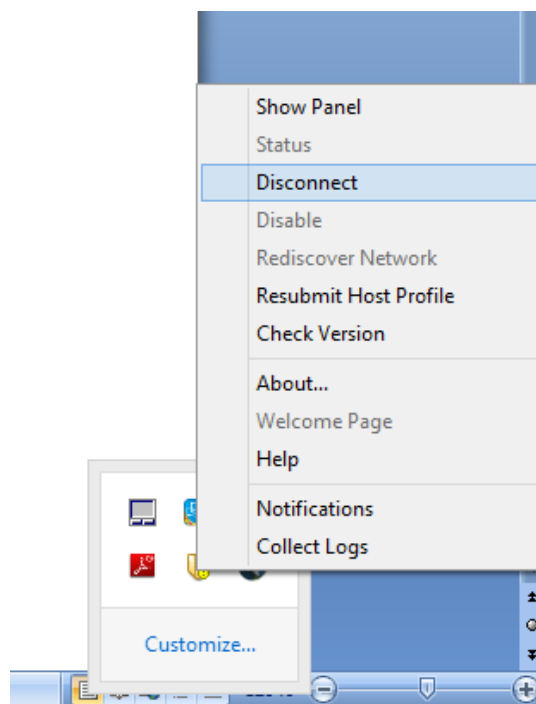 Show Panel
Status
Disconnect
Disable
Rediscover Network
Resubmit Host Profile
Check Version
About...
Welcome Page
Help
Notifications
Collect Logs
Customize...